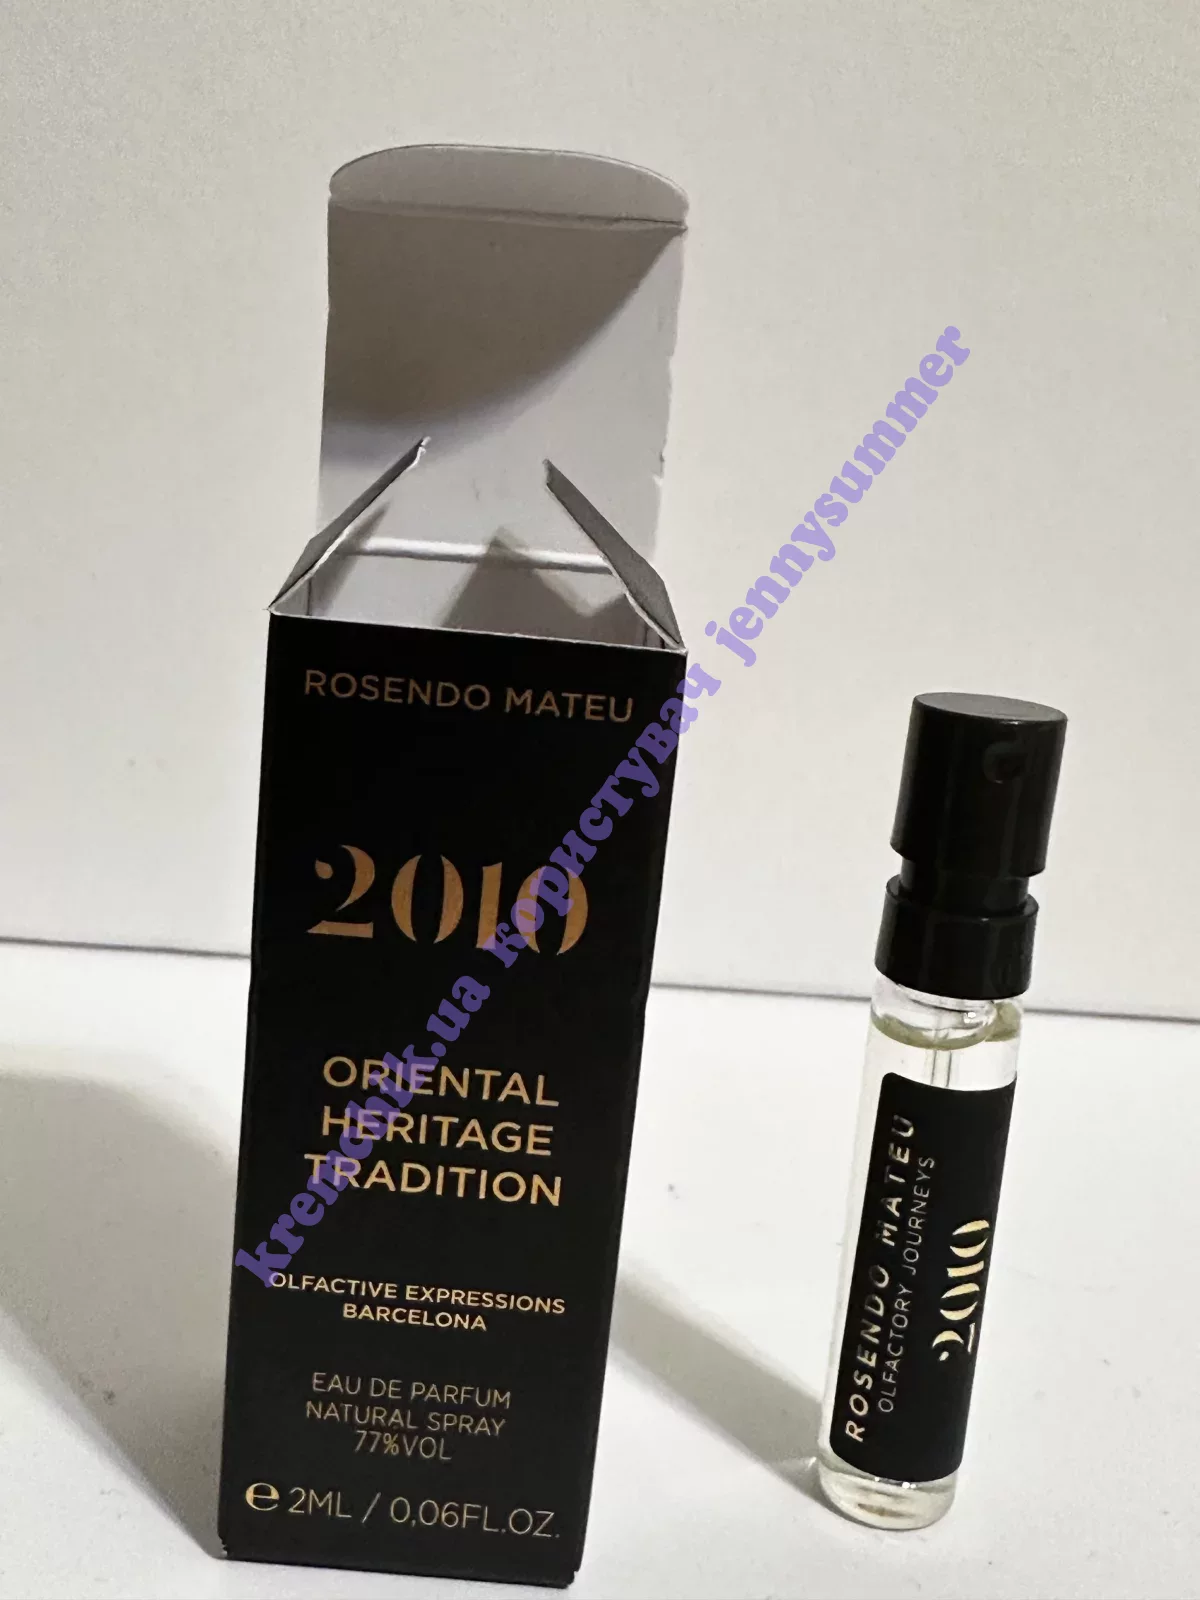 ROSENDO MATEU
2010
ORIENTAL
HERITAGE
TRADITION
OLFACTIVE EXPRESSIONS
BARCELONA
EAU DE PARFUM
NATURAL SPRAY
77%VOL
e 2ML / 0,06FL.OZ.
ROSENDO MATEU
OLFACTORY JOURNEYS
2010
kremchik.ua користувач jennysummer